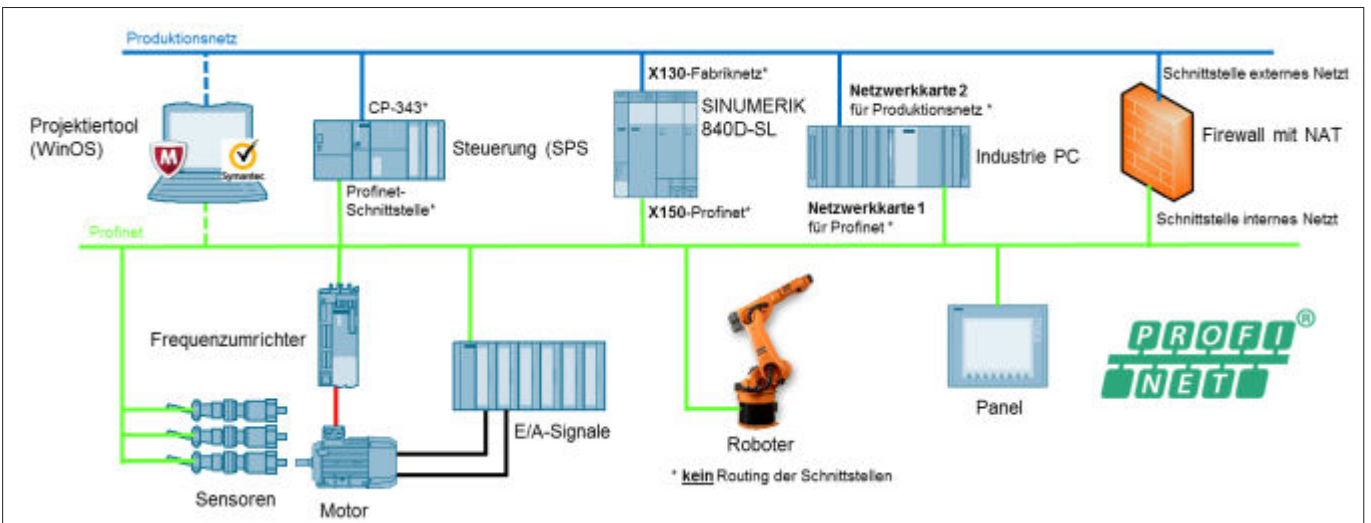 Produktionsnetz
X130-Fabriknetz*
Schnittstelle externes Netzt
CP-343*
SINUMERIK
840D-SL
Netzwerkkarte 2
für Produktionsnetz *
Projektiertool
(WinOS)
Symantec
Steuerung (SPS
Industrie PC
Firewall mit NAT
Profinet-
Schnittstelle*
X150-Profinet*
Netzwerkkarte 1
für Profinet *
Schnittstelle internes Netzt
Profinet
Frequenzumrichter
PROFI
NET®
E/A-Signale
Panel
Roboter
* kein Routing der Schnittstellen
Sensoren
Motor